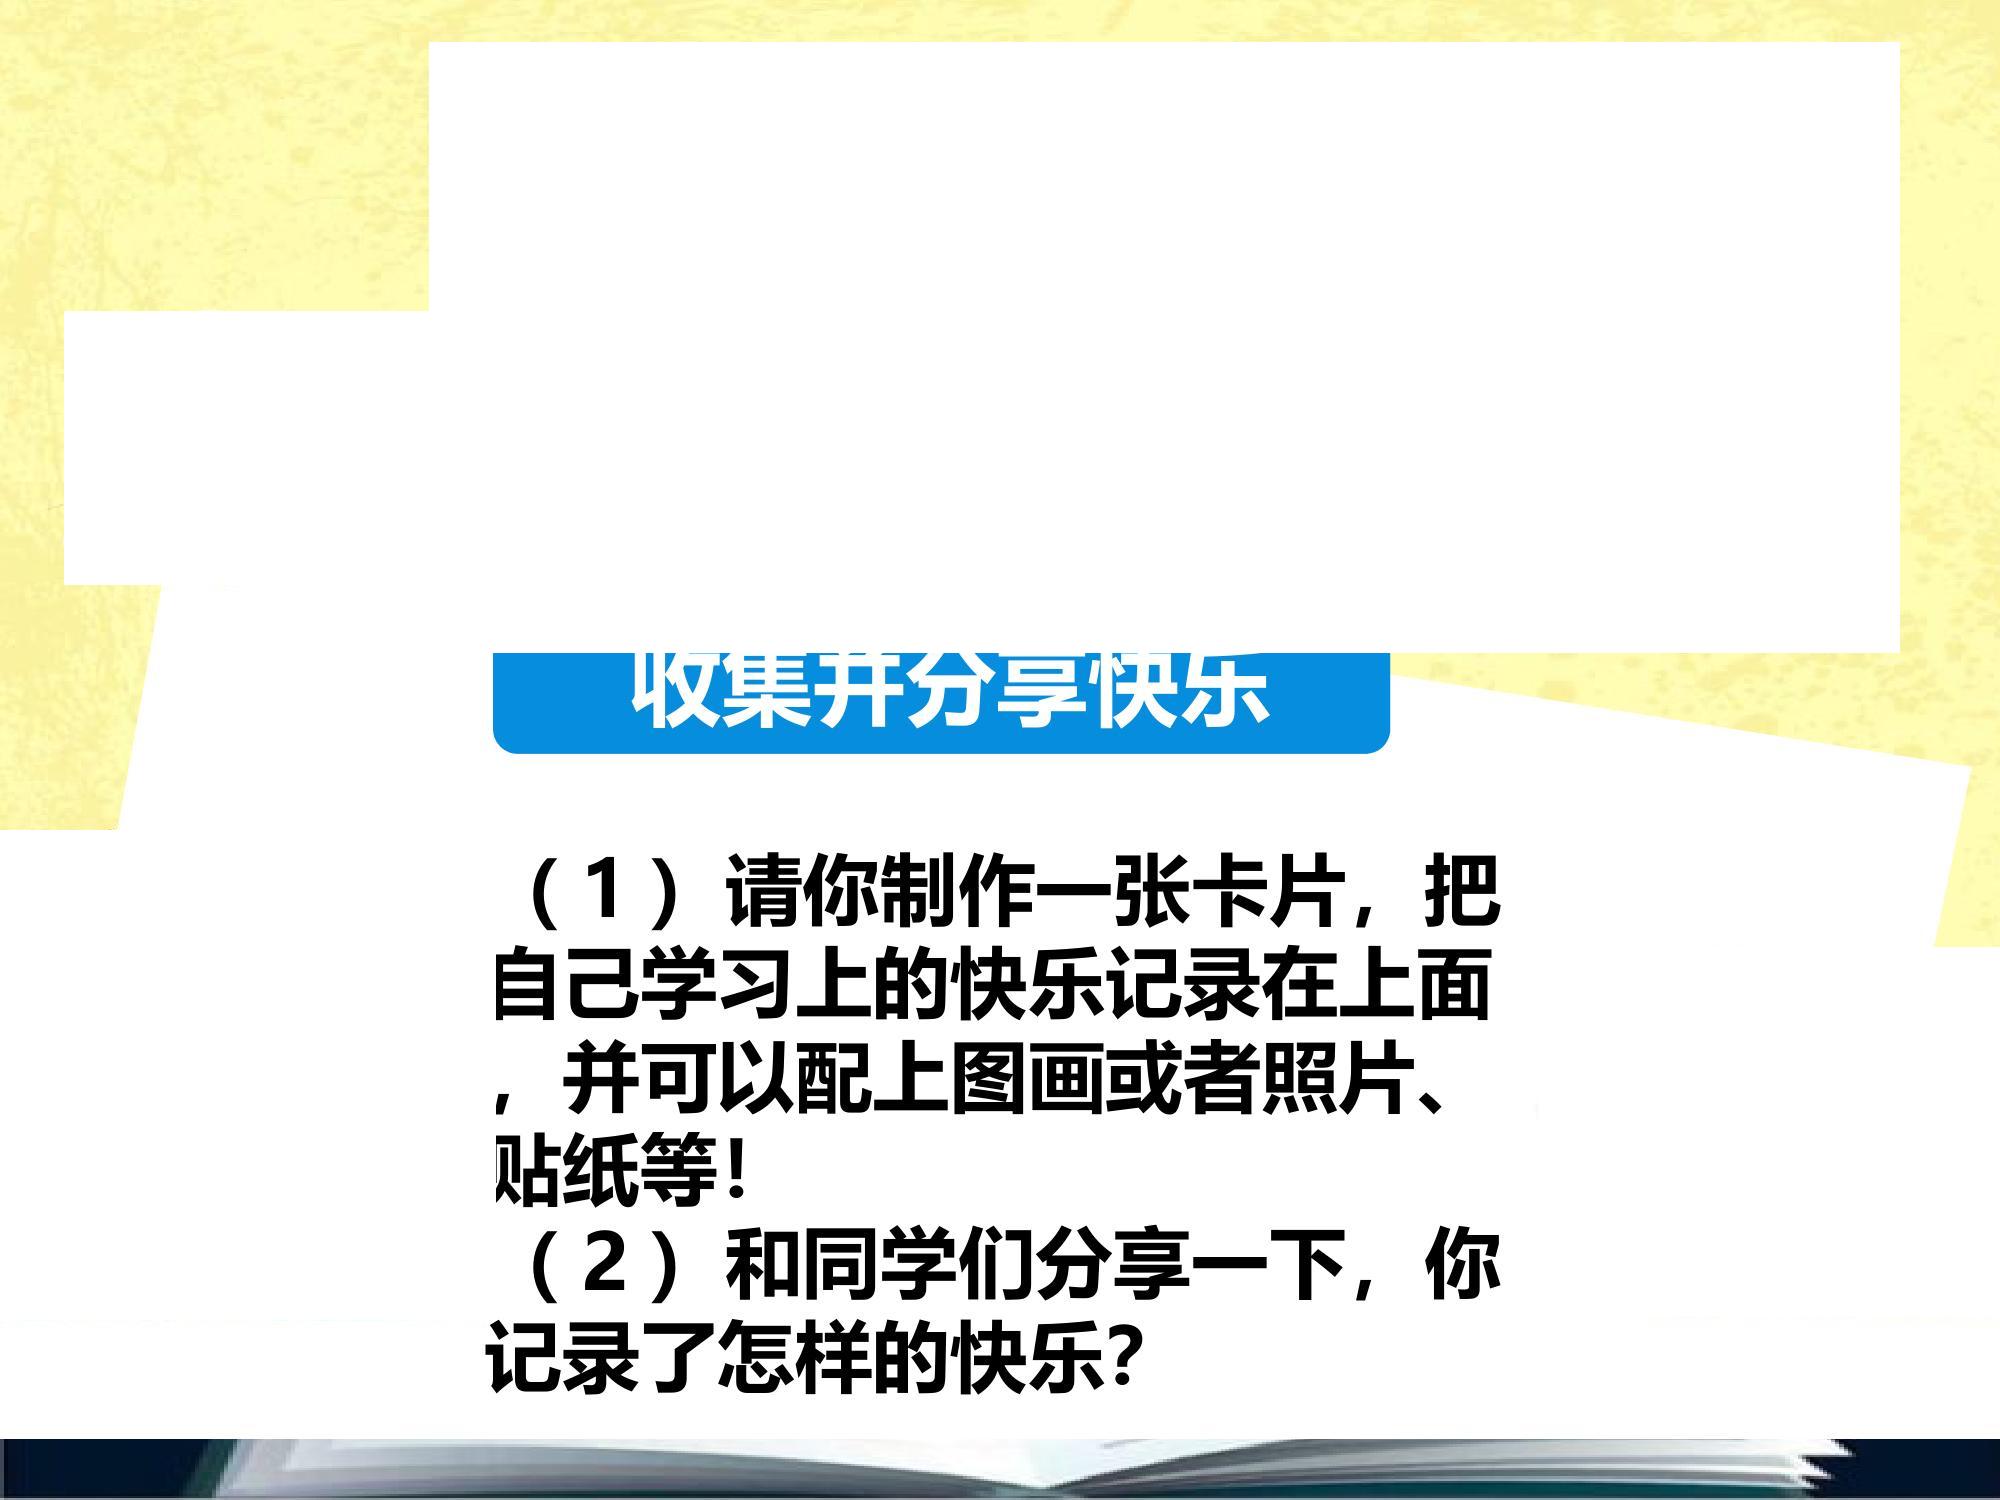 收集并分享快乐
（1）请你制作一张卡片，把
自己学习上的快乐记录在上面
，并可以配上图画或者照片、
贴纸等！
（2）和同学们分享一下，你
记录了怎样的快乐？